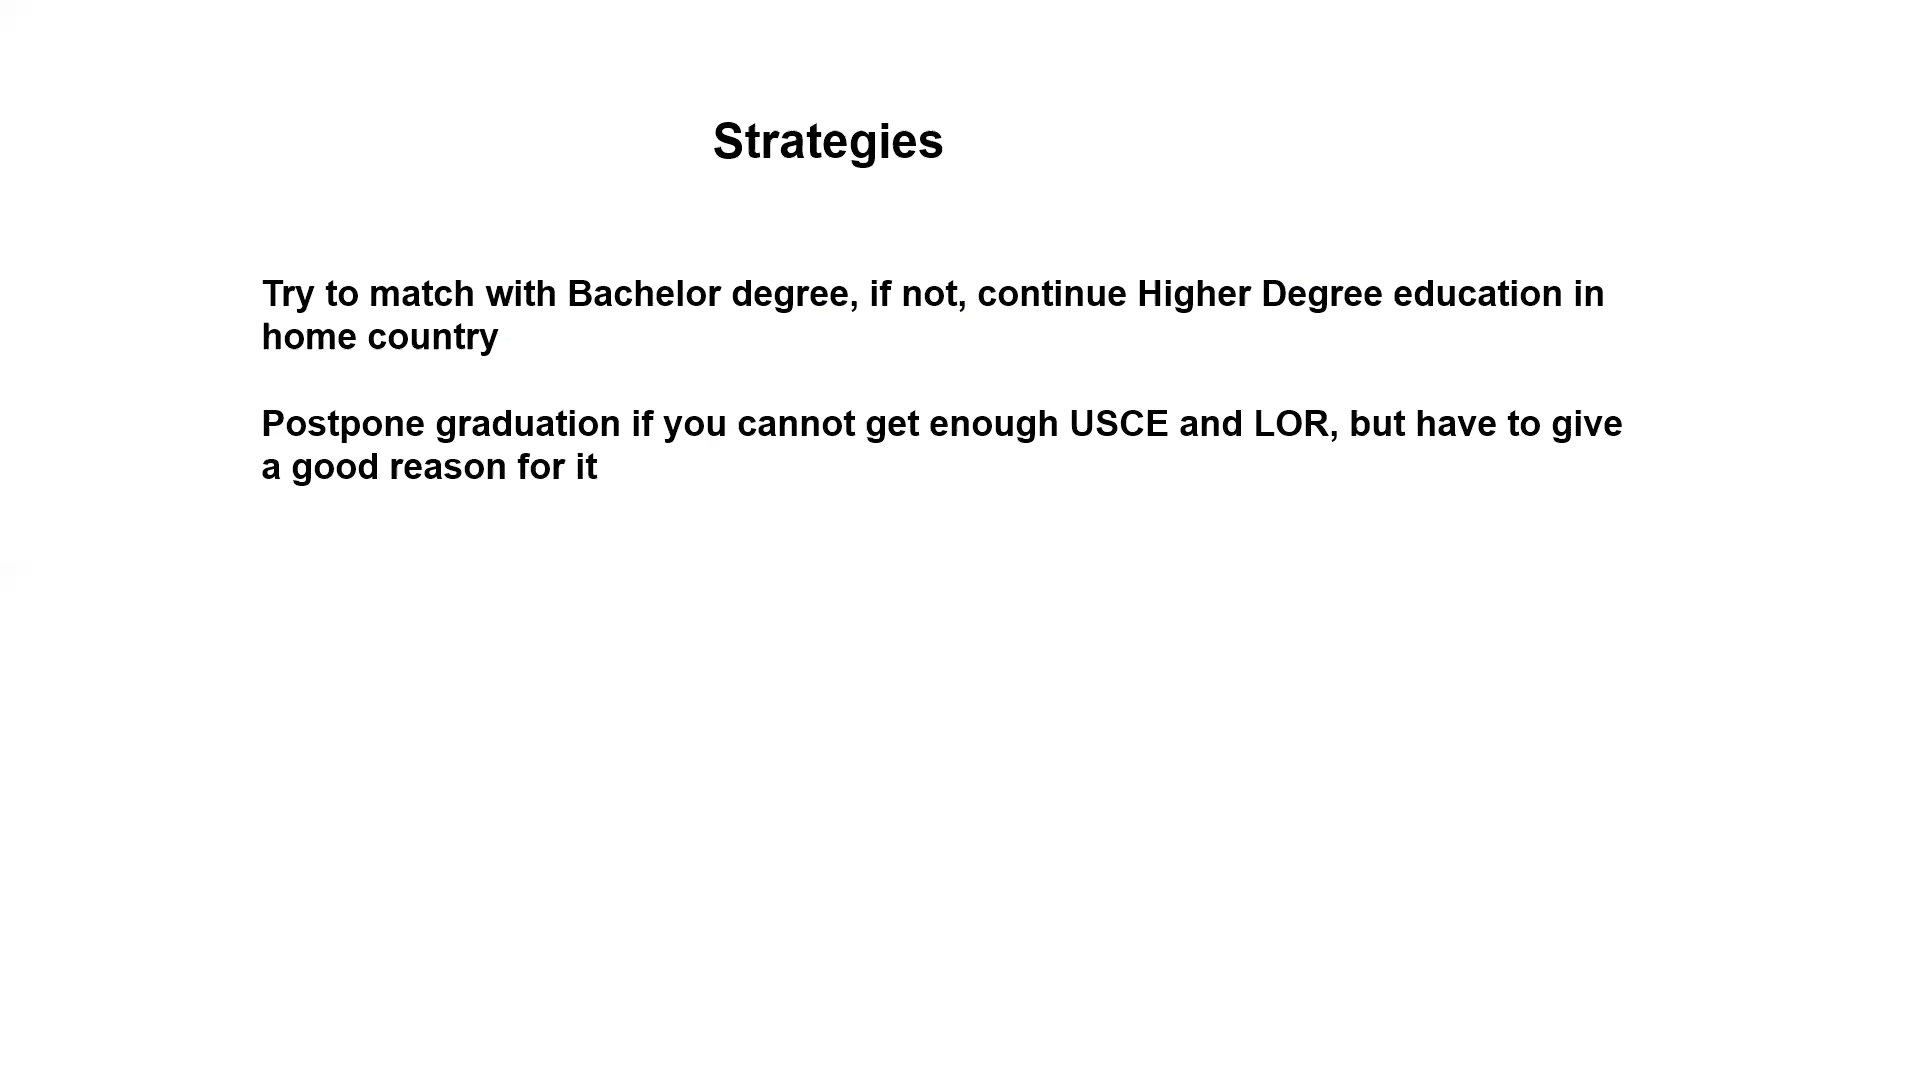 Strategies
Try to match with Bachelor degree, if not, continue Higher Degree education in
home country
Postpone graduation if you cannot get enough USCE and LOR, but have to give
a good reason for it